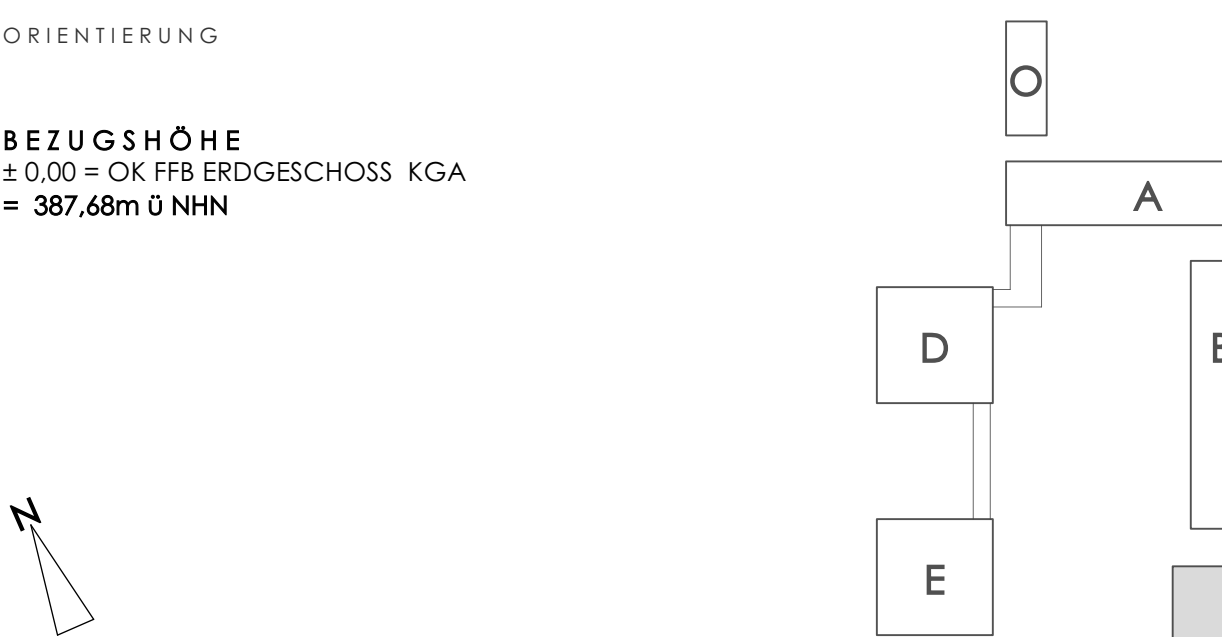 ORIENTIERUNG
BEZUGSHÖHE
± 0,00 = OK FFB ERDGESCHOSS KGA
= 387,68m ü NHN
O
A
D
E
N